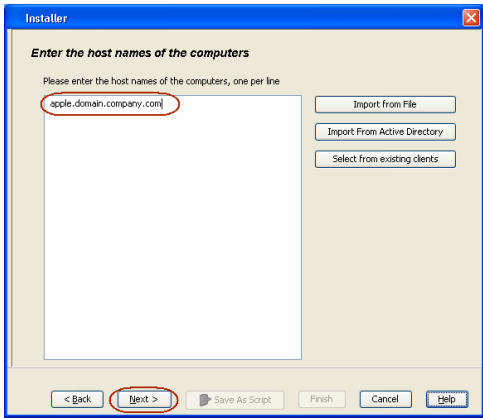 Installer
Enter the host names of the computers
Please enter the host names of the computers, one per line
apple.domain.company.com
Import from File
Import From Active Directory
Select from existing clients
< Back
Next >
Save As Script
Finish
Cancel
Help